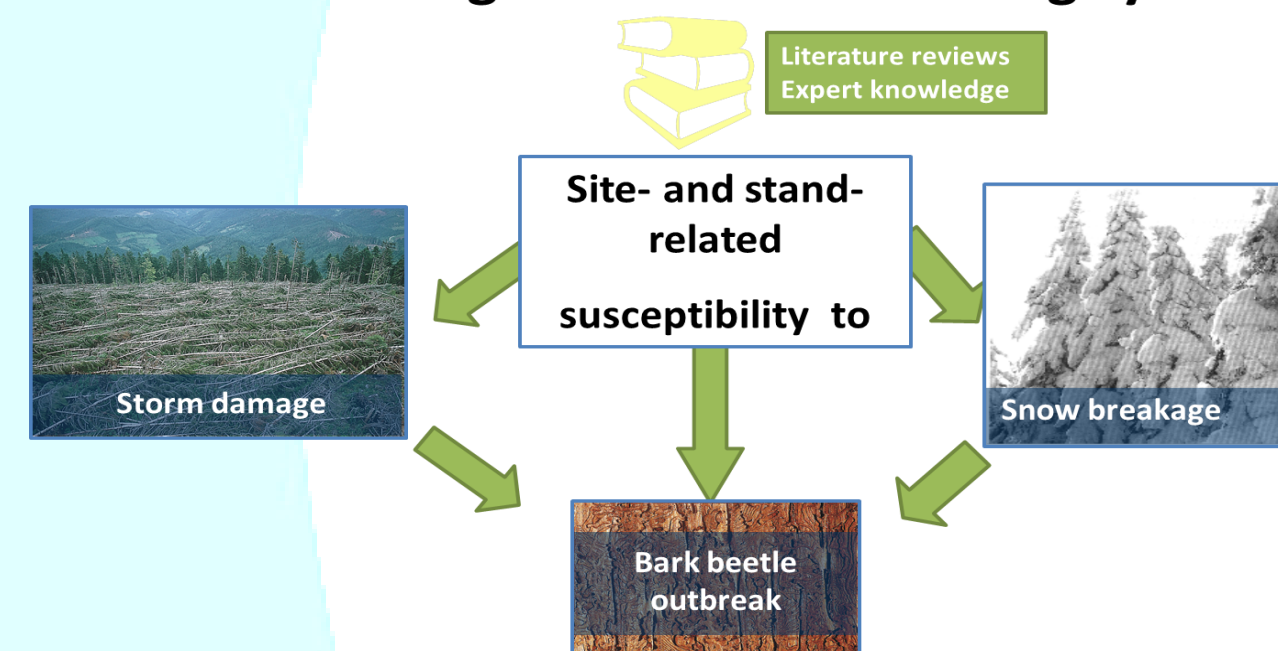 Literature reviews
Expert knowledge
Site- and stand-
related
susceptibility to
Storm damage
Snow breakage
Bark beetle
outbreak